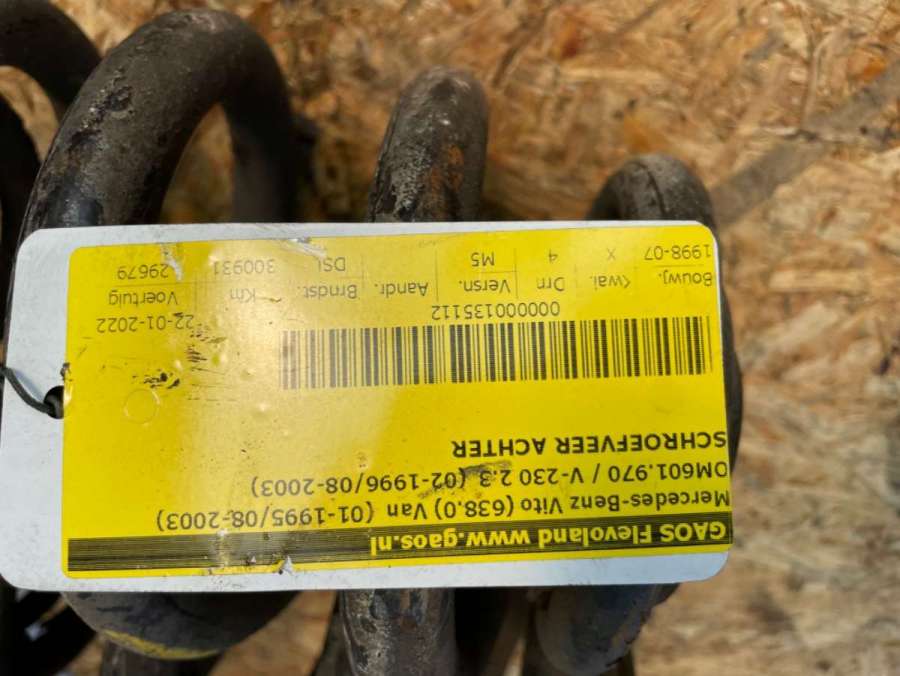 GAOS Flevoland www.gaos.nl
Mercedes-Benz Vito (638.0) Van (01-1995/08-2003)
OM601.970 / V-230 2.3 (02-1996/08-2003)
SCHROEFVEER ACHTER
000000135112
22-01-2022
Bouwj. Kwal. Drn Versn. Aandr. Brndst. Km Voertuig
1998-07 X 4 M5 300931 29679